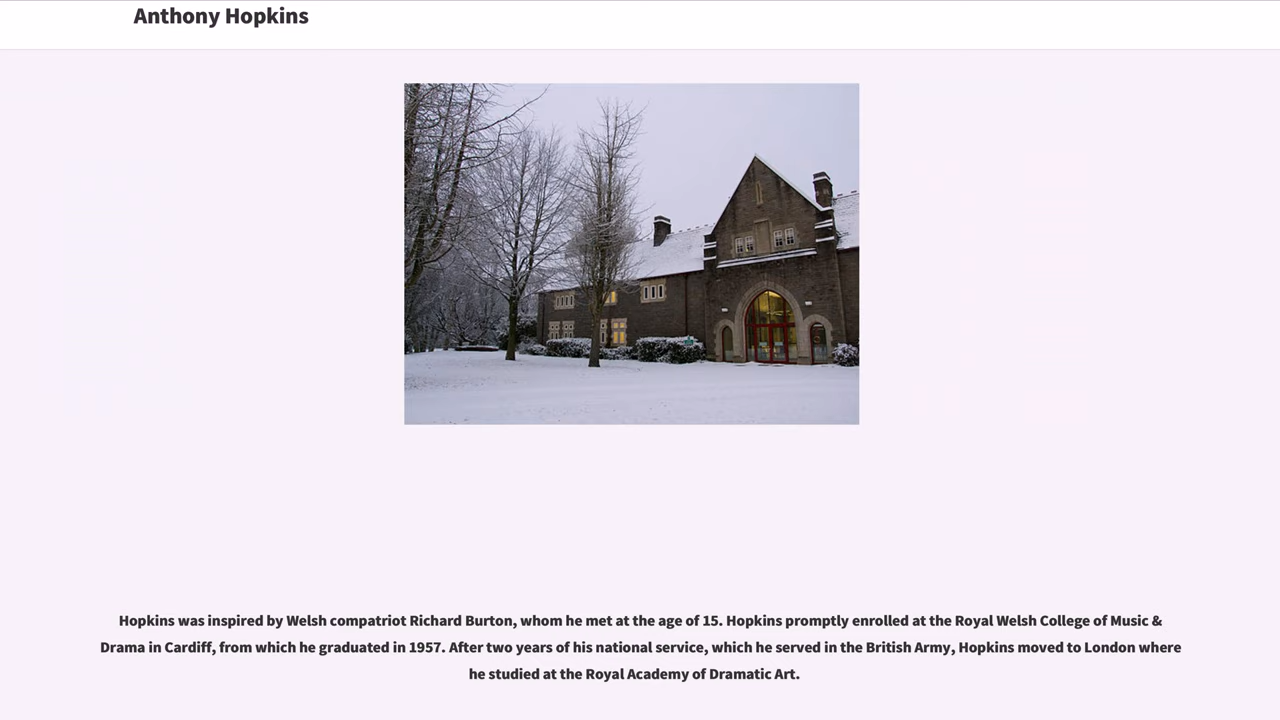 Anthony Hopkins
Hopkins was inspired by Welsh compatriot Richard Burton, whom he met at the age of 15. Hopkins promptly enrolled at the Royal Welsh College of Music &
Drama in Cardiff, from which he graduated in 1957. After two years of his national service, which he served in the British Army, Hopkins moved to London where
he studied at the Royal Academy of Dramatic Art.